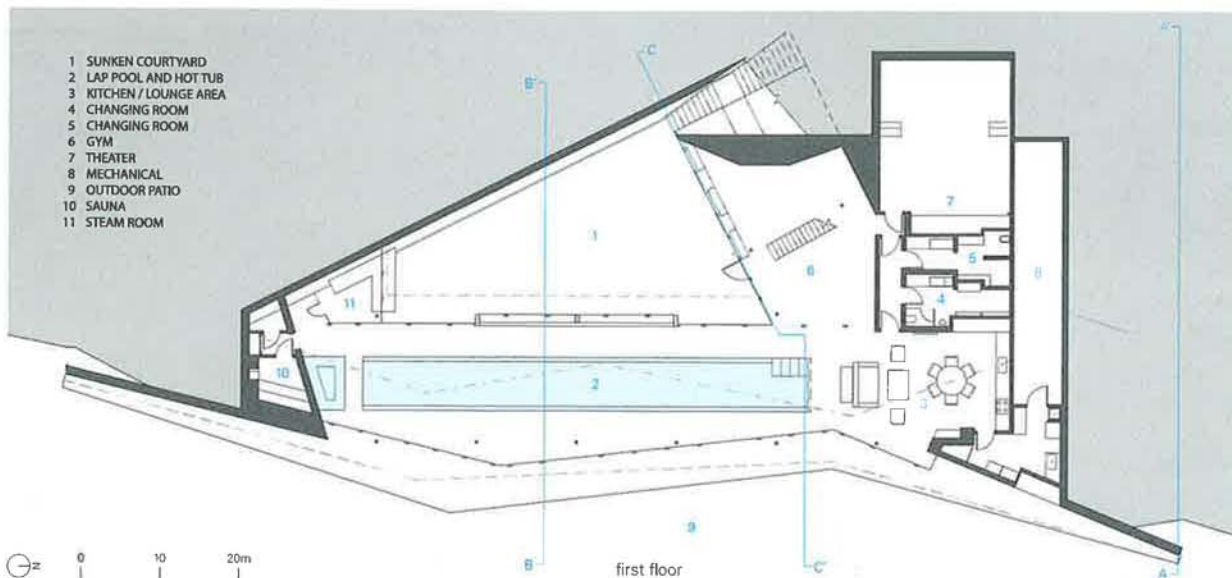 1 SUNKEN COURTYARD
2 LAP POOL AND HOT TUB
3 KITCHEN / LOUNGE AREA
4 CHANGING ROOM
5 CHANGING ROOM
6 GYM
7 THEATER
8 MECHANICAL
9 OUTDOOR PATIO
10 SAUNA
11 STEAM ROOM
A'
C'
B'
7
1
5
6
8
4
11
10
2
3
9
B
C'
A
N
0 10 20m
first floor